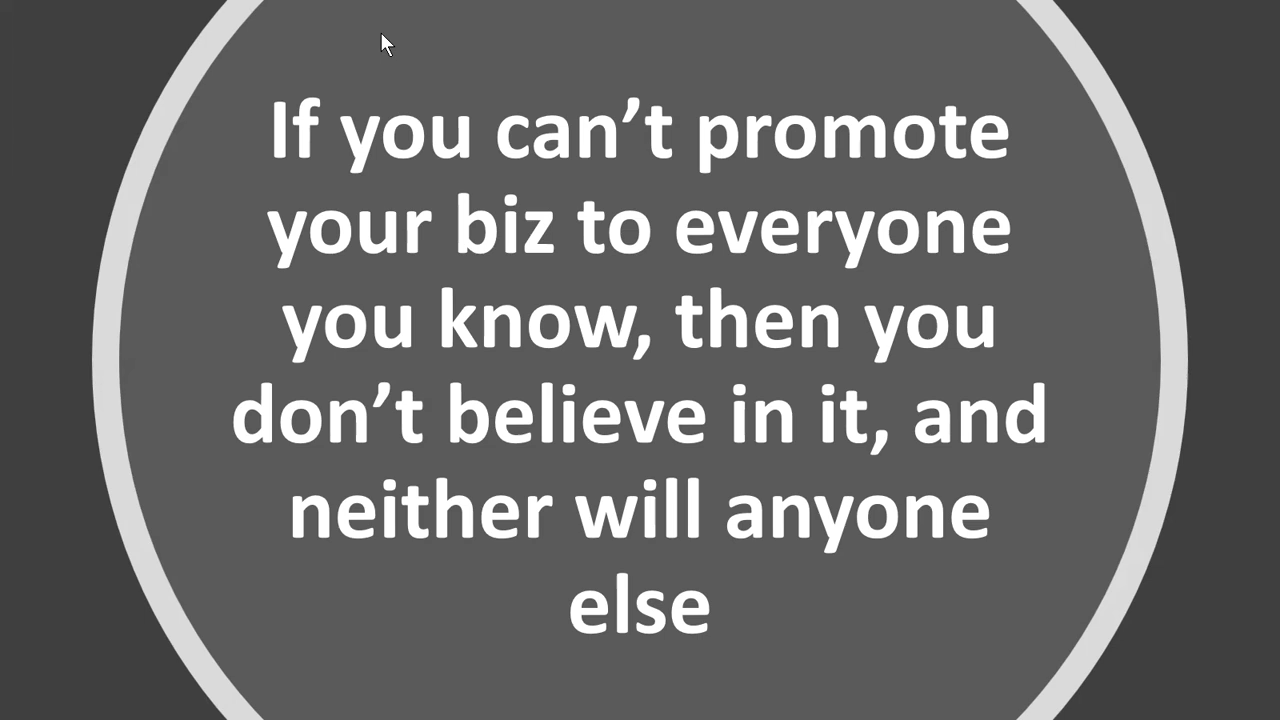 If you can’t promote
your biz to everyone
you know, then you
don’t believe in it, and
neither will anyone
else